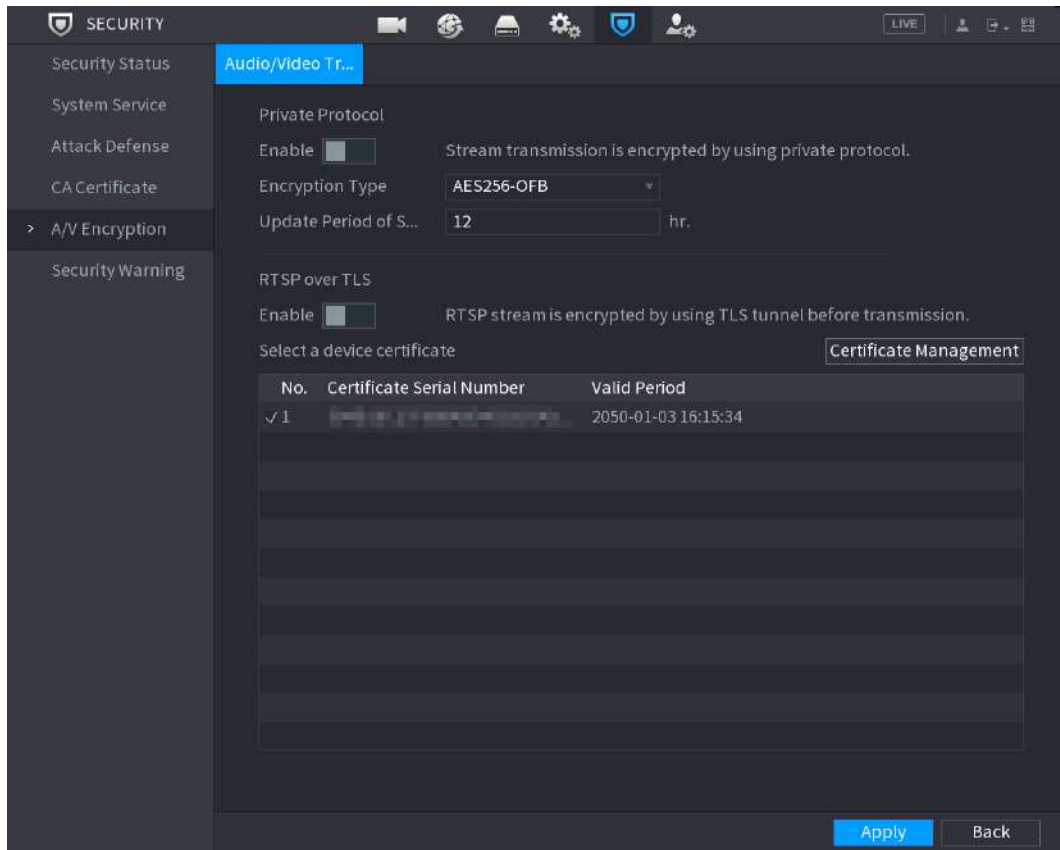 SECURITY
LIVE
Security Status
System Service
Attack Defense
CA Certificate
> A/V Encryption
Security Warning
Audio/Video Tr...
Private Protocol
Enable Stream transmission is encrypted by using private protocol.
Encryption Type AES256-OFB
Update Period of S... 12 hr.
RTSP over TLS
Enable RTSP stream is encrypted by using TLS tunnel before transmission.
Select a device certificate Certificate Management
No. Certificate Serial Number Valid Period
✓1 2050-01-03 16:15:34
Apply Back